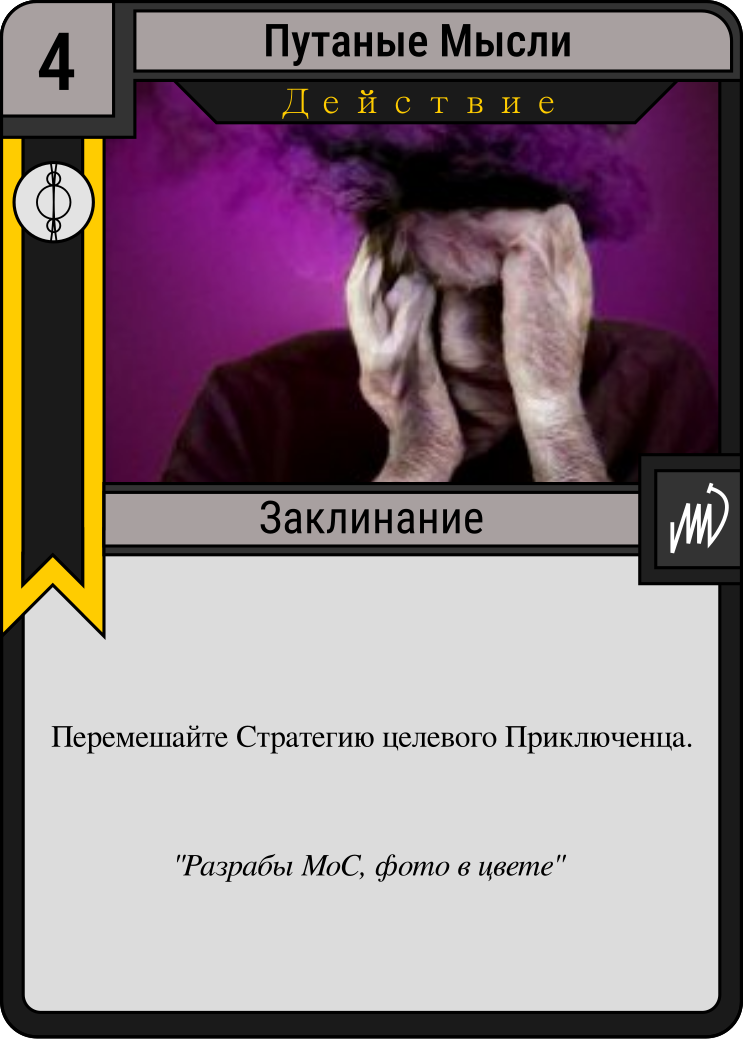 4
Путаные Мысли
Действие
Заклинание
Перемешайте Стратегию целевого Приключенца.
"Разрабы МоС, фото в цвете"